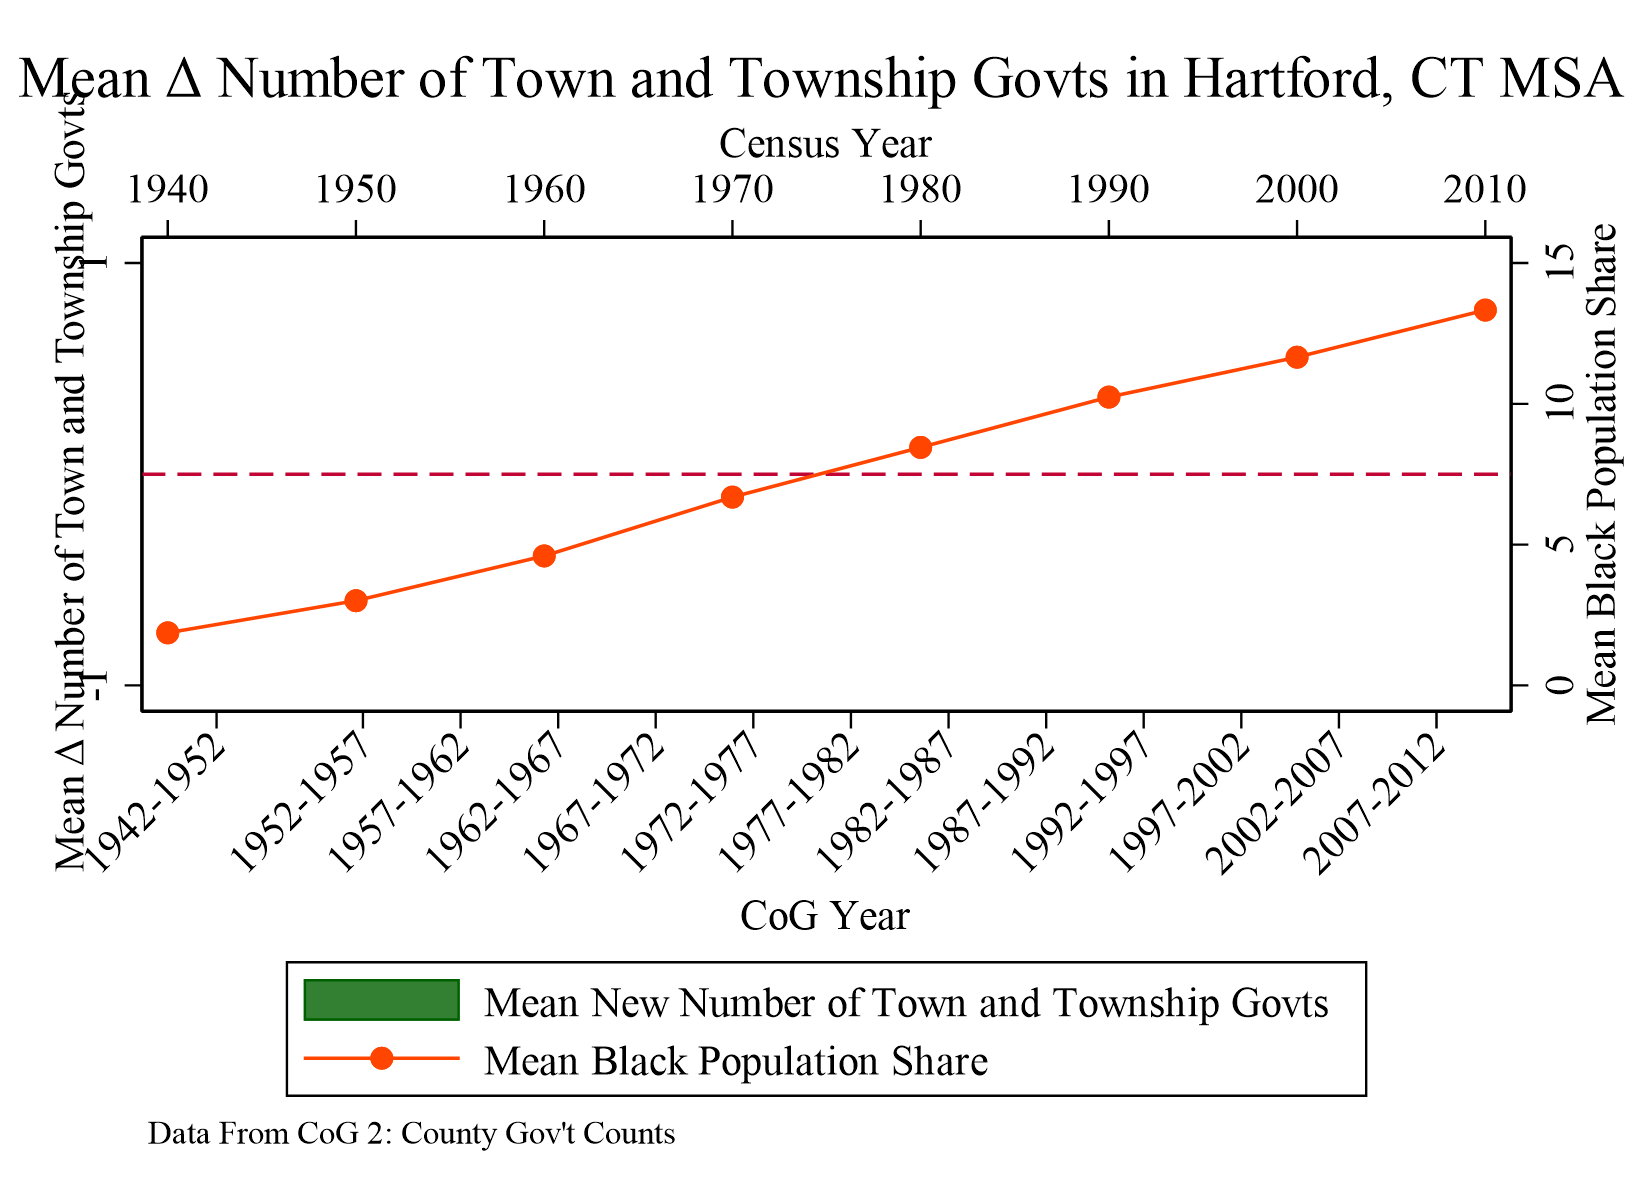 Mean Δ Number of Town and Township Govts in Hartford, CT MSA
Census Year
1940 1950 1960 1970 1980 1990 2000 2010
Mean Δ Number of Town and Township Govts
1
-1
15
10
5
0
Mean Black Population Share
1942-1952 1952-1957 1957-1962 1962-1967 1967-1972 1972-1977 1977-1982 1982-1987 1987-1992 1992-1997 1997-2002 2002-2007 2007-2012
CoG Year
Mean New Number of Town and Township Govts
Mean Black Population Share
Data From CoG 2: County Gov't Counts